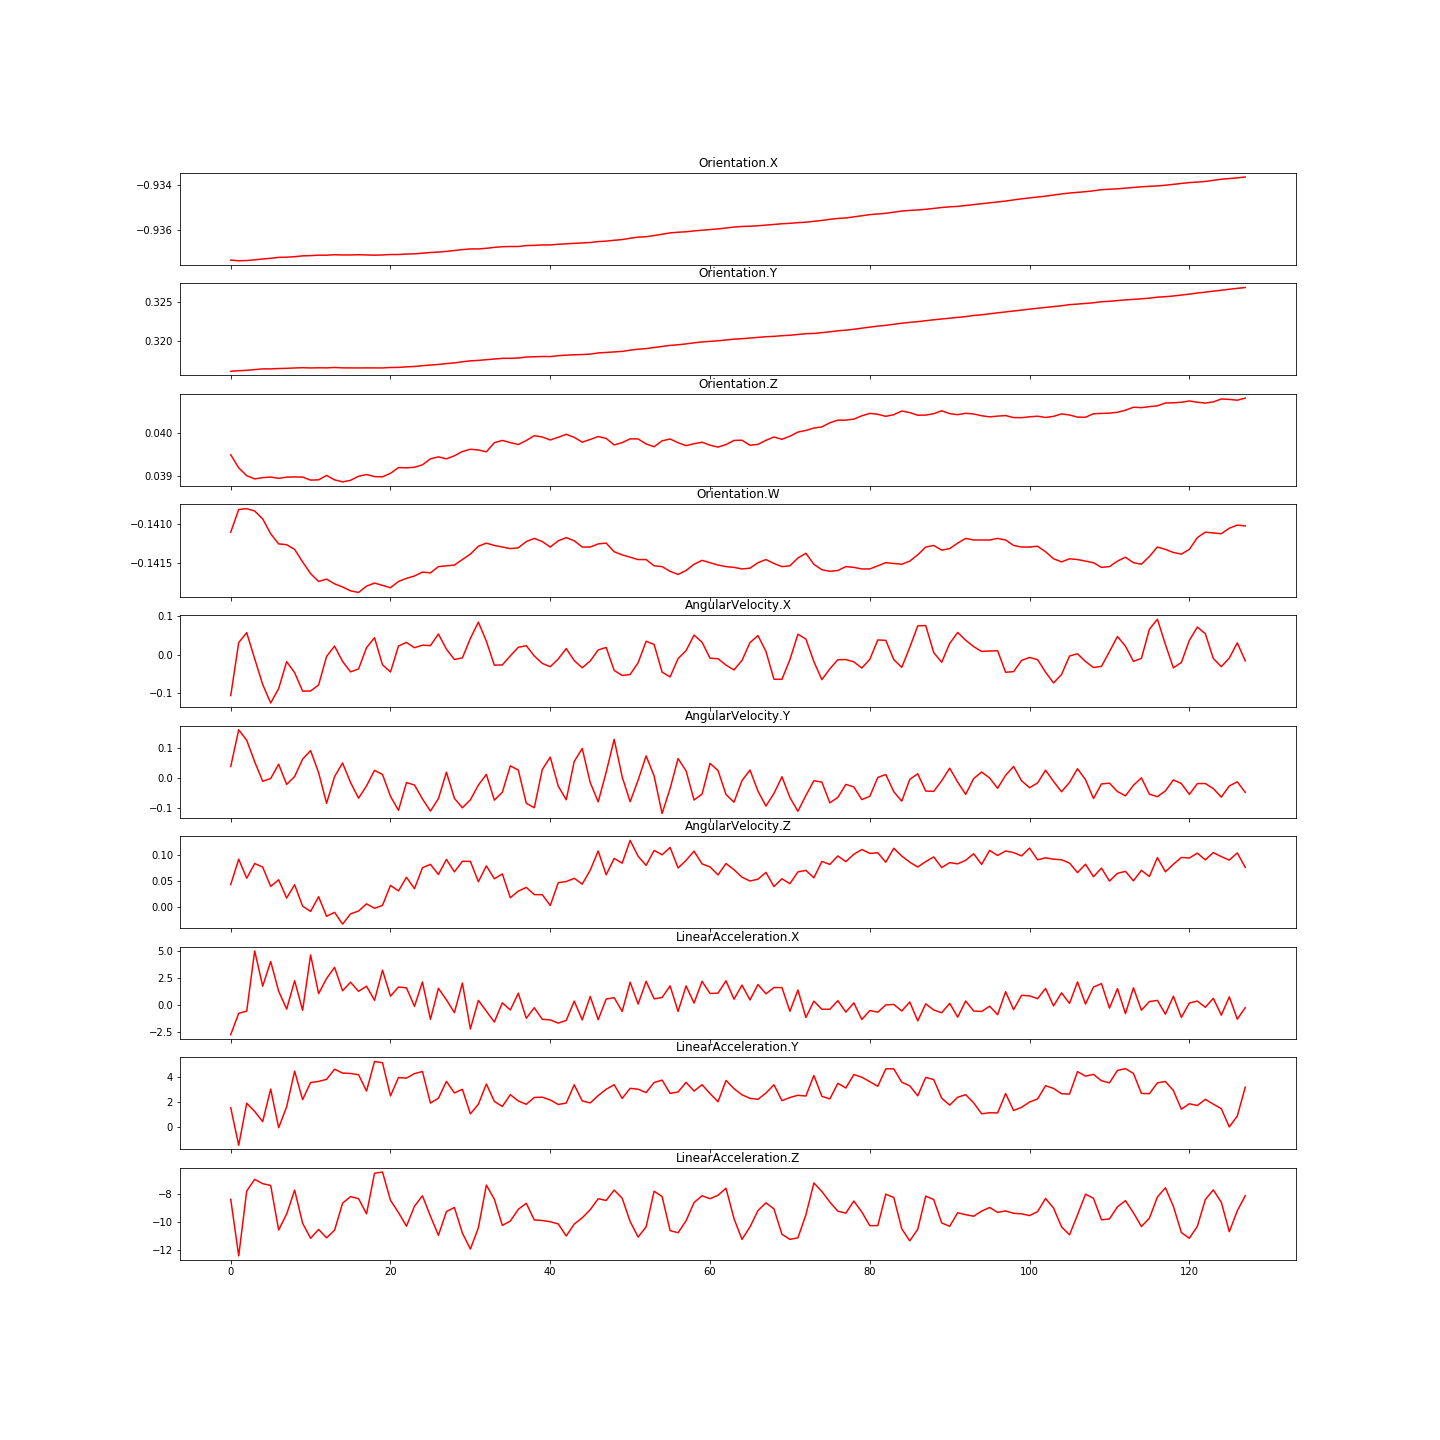 Orientation.X
−0.934
−0.936
Orientation.Y
0.325
0.320
Orientation.Z
0.040
0.039
Orientation.W
−0.1410
−0.1415
AngularVelocity.X
0.1
0.0
−0.1
AngularVelocity.Y
0.1
0.0
−0.1
AngularVelocity.Z
0.10
0.05
0.00
LinearAcceleration.X
5.0
2.5
0.0
−2.5
LinearAcceleration.Y
4
2
0
LinearAcceleration.Z
−8
−10
−12
0 20 40 60 80 100 120